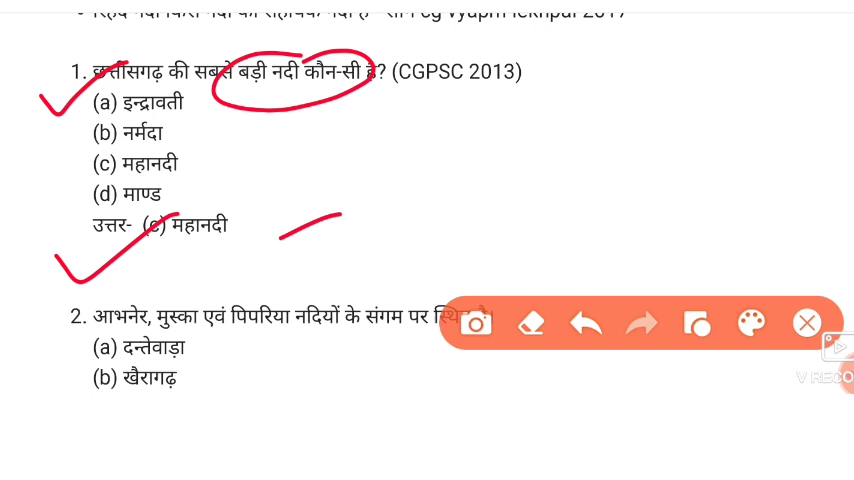 1. छत्तीसगढ़ की सबसे बड़ी नदी कौन-सी है? (CGPSC 2013)
(a) इन्द्रावती
(b) नर्मदा
(c) महानदी
(d) माण्ड
उत्तर- (c) महानदी
2. आभनेर, मुस्का एवं पिपरिया नदियों के संगम पर
(a) दन्तेवाड़ा
(b) खैरागढ़
V RECO